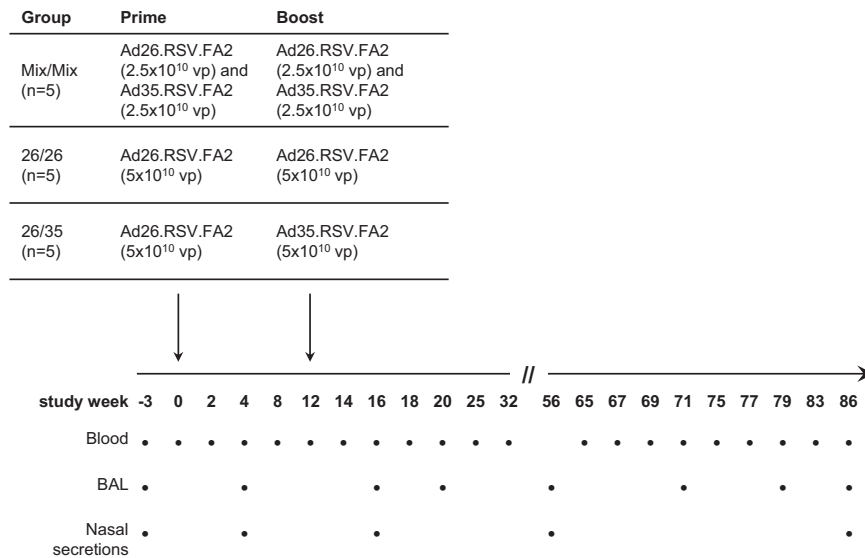 Group Prime Boost
Mix/Mix
(n=5)
Ad26.RSV.FA2
(2.5x10¹⁰ vp) and
Ad35.RSV.FA2
(2.5x10¹⁰ vp)
Ad26.RSV.FA2
(2.5x10¹⁰ vp) and
Ad35.RSV.FA2
(2.5x10¹⁰ vp)
26/26
(n=5)
Ad26.RSV.FA2
(5x10¹⁰ vp)
Ad26.RSV.FA2
(5x10¹⁰ vp)
26/35
(n=5)
Ad26.RSV.FA2
(5x10¹⁰ vp)
Ad35.RSV.FA2
(5x10¹⁰ vp)
//
study week -3 0 2 4 8 12 14 16 18 20 25 32 56 65 67 69 71 75 77 79 83 86
Blood
BAL
Nasal
secretions